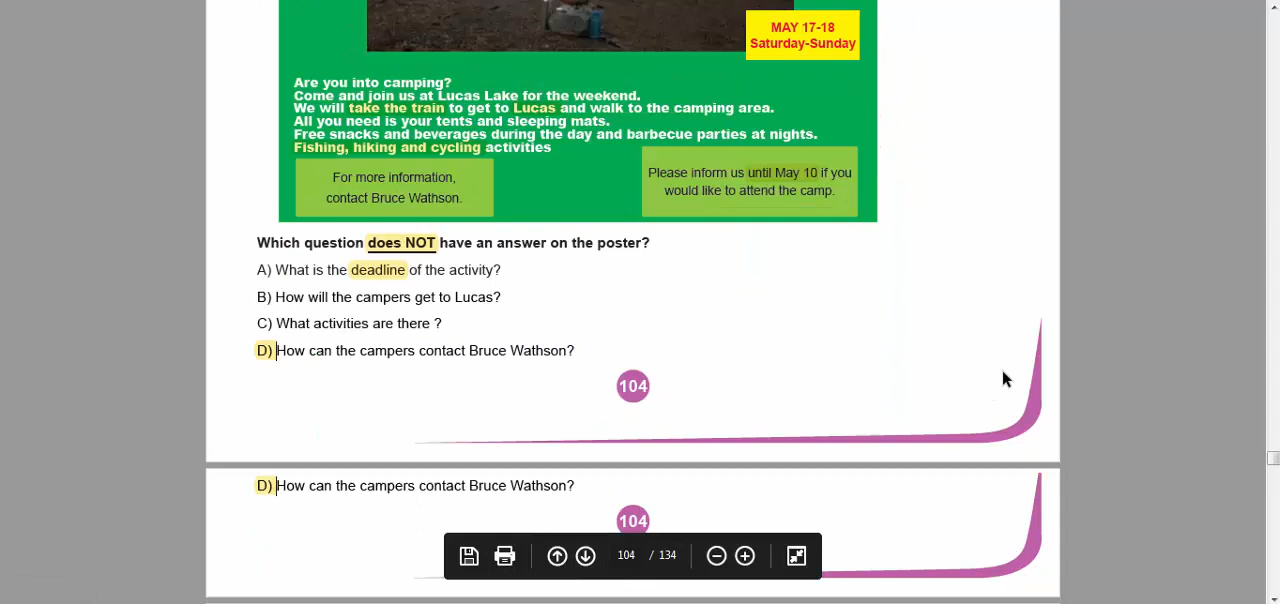 MAY 17-18
Saturday-Sunday
Are you into camping?
Come and join us at Lucas Lake for the weekend.
We will take the train to get to Lucas and walk to the camping area.
All you need is your tents and sleeping mats.
Free snacks and beverages during the day and barbecue parties at nights.
Fishing, hiking and cycling activities
For more information,
contact Bruce Wathson.
Please inform us until May 10 if you
would like to attend the camp.
Which question does NOT have an answer on the poster?
A) What is the deadline of the activity?
B) How will the campers get to Lucas?
C) What activities are there ?
D) How can the campers contact Bruce Wathson?
104
D) How can the campers contact Bruce Wathson?
104
104 / 134